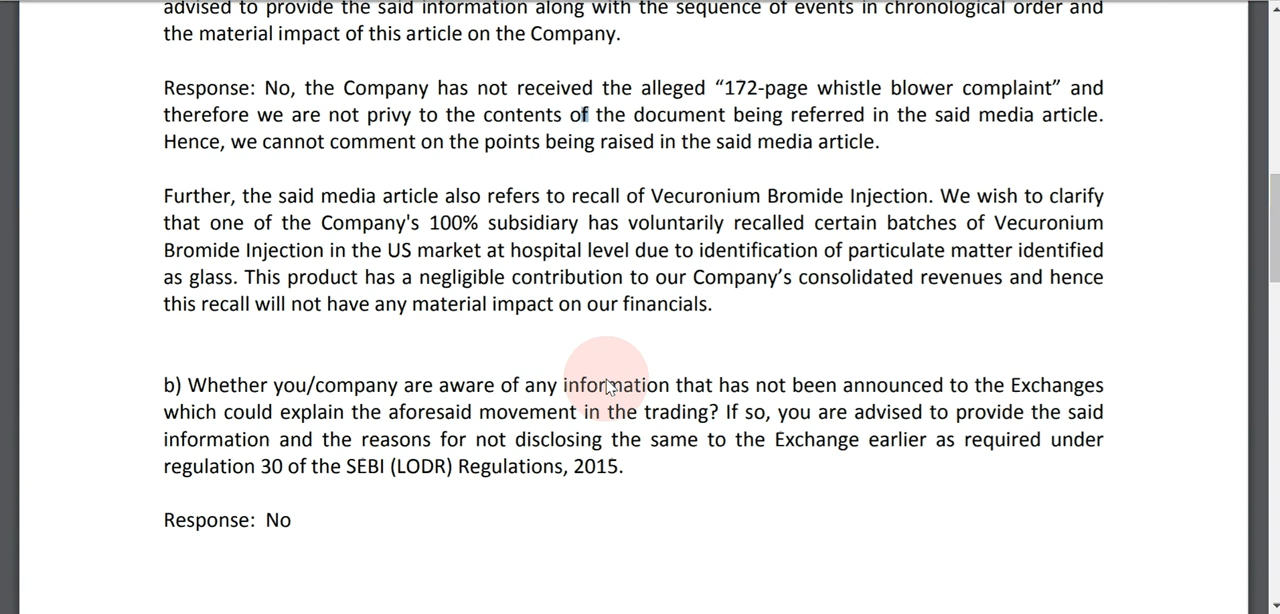 advised to provide the said information along with the sequence of events in chronological order and
the material impact of this article on the Company.
Response: No, the Company has not received the alleged “172-page whistle blower complaint” and
therefore we are not privy to the contents of the document being referred in the said media article.
Hence, we cannot comment on the points being raised in the said media article.
Further, the said media article also refers to recall of Vecuronium Bromide Injection. We wish to clarify
that one of the Company's 100% subsidiary has voluntarily recalled certain batches of Vecuronium
Bromide Injection in the US market at hospital level due to identification of particulate matter identified
as glass. This product has a negligible contribution to our Company’s consolidated revenues and hence
this recall will not have any material impact on our financials.
b) Whether you/company are aware of any information that has not been announced to the Exchanges
which could explain the aforesaid movement in the trading? If so, you are advised to provide the said
information and the reasons for not disclosing the same to the Exchange earlier as required under
regulation 30 of the SEBI (LODR) Regulations, 2015.
Response: No